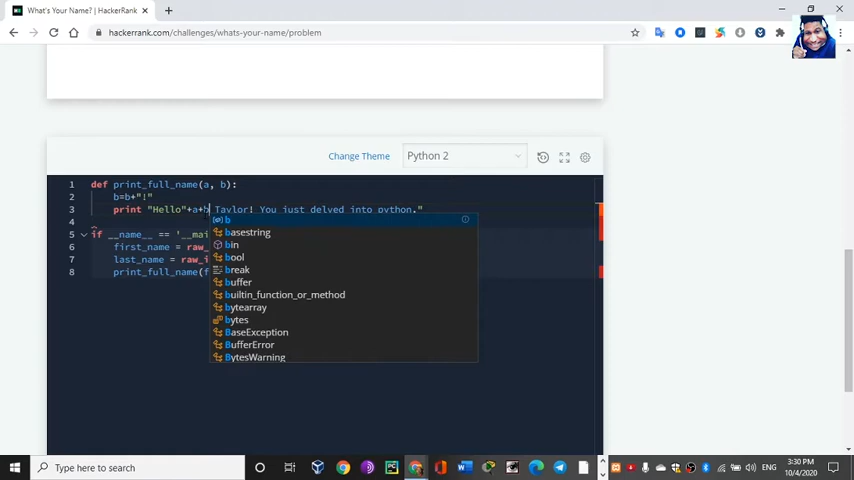 What's Your Name? | HackerRank
hackerrank.com/challenges/whats-your-name/problem
Change Theme
Python 2
1 def print_full_name(a, b):
2 b=b+"!"
3 print "Hello"+a+b Taylor! You just delved into python."
4
5 if __name__ == '__mai
6 first_name = raw_
7 last_name = raw_i
8 print_full_name(f
b
basestring
bin
bool
break
buffer
builtin_function_or_method
bytearray
bytes
BaseException
BufferError
BytesWarning
Type here to search
ENG
3:30 PM
10/4/2020